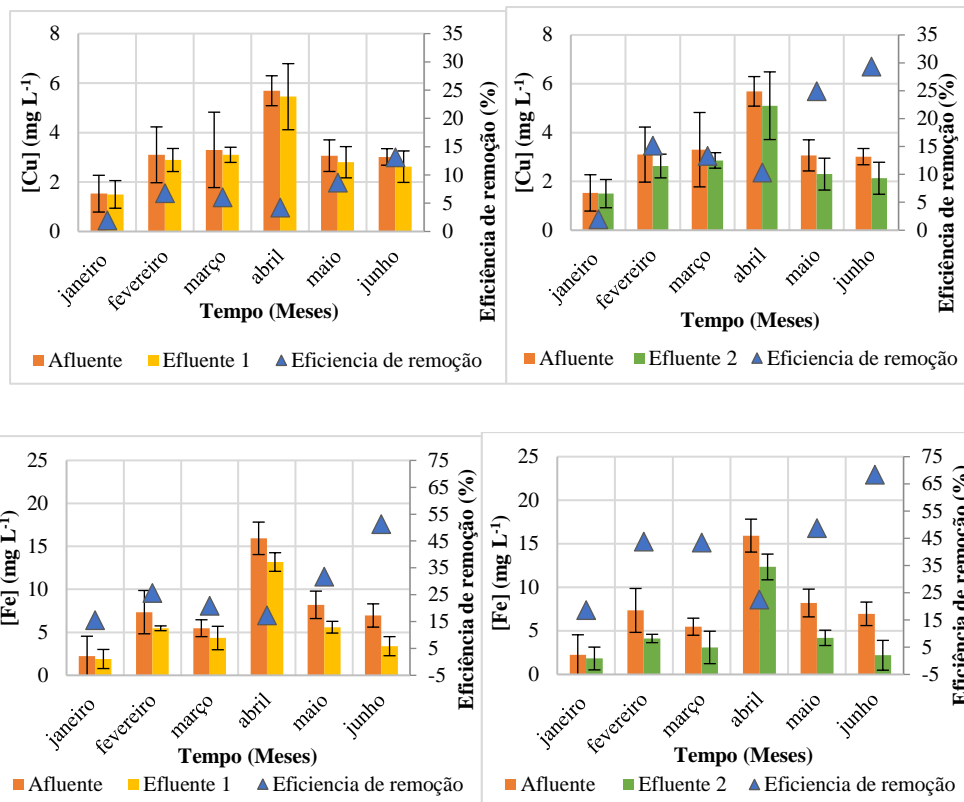 [Cu] (mg L-1)
8
6
4
2
0
35
30
25
20
15
10
5
0
Eficiência de remoção (%)
janeiro
fevereiro
março
abril
maio
junho
Tempo (Meses)
Afluente Efluente 1 Eficiencia de remoção
[Cu] (mg L-1)
8
6
4
2
0
35
30
25
20
15
10
5
0
Eficiência de remoção (%)
janeiro
fevereiro
março
abril
maio
junho
Tempo (Meses)
Afluente Efluente 2 Eficiencia de remoção
[Fe] (mg L-1)
25
20
15
10
5
0
75
65
55
45
35
25
15
5
-5
Eficiência de remoção (%)
janeiro
fevereiro
março
abril
maio
junho
Tempo (Meses)
Afluente Efluente 1 Eficiencia de remoção
[Fe] (mg L-1)
25
20
15
10
5
0
75
65
55
45
35
25
15
5
-5
Eficiência de remoção (%)
janeiro
fevereiro
março
abril
maio
junho
Tempo (Meses)
Afluente Efluente 2 Eficiencia de remoção